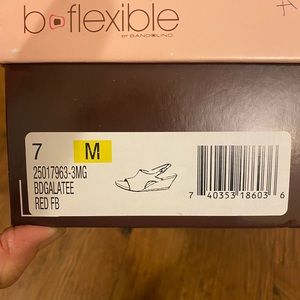 b flexible
BY BANDOLINO
7 M
25017963-3MG
BDGALATEE
RED FB
7 40353 18603 6